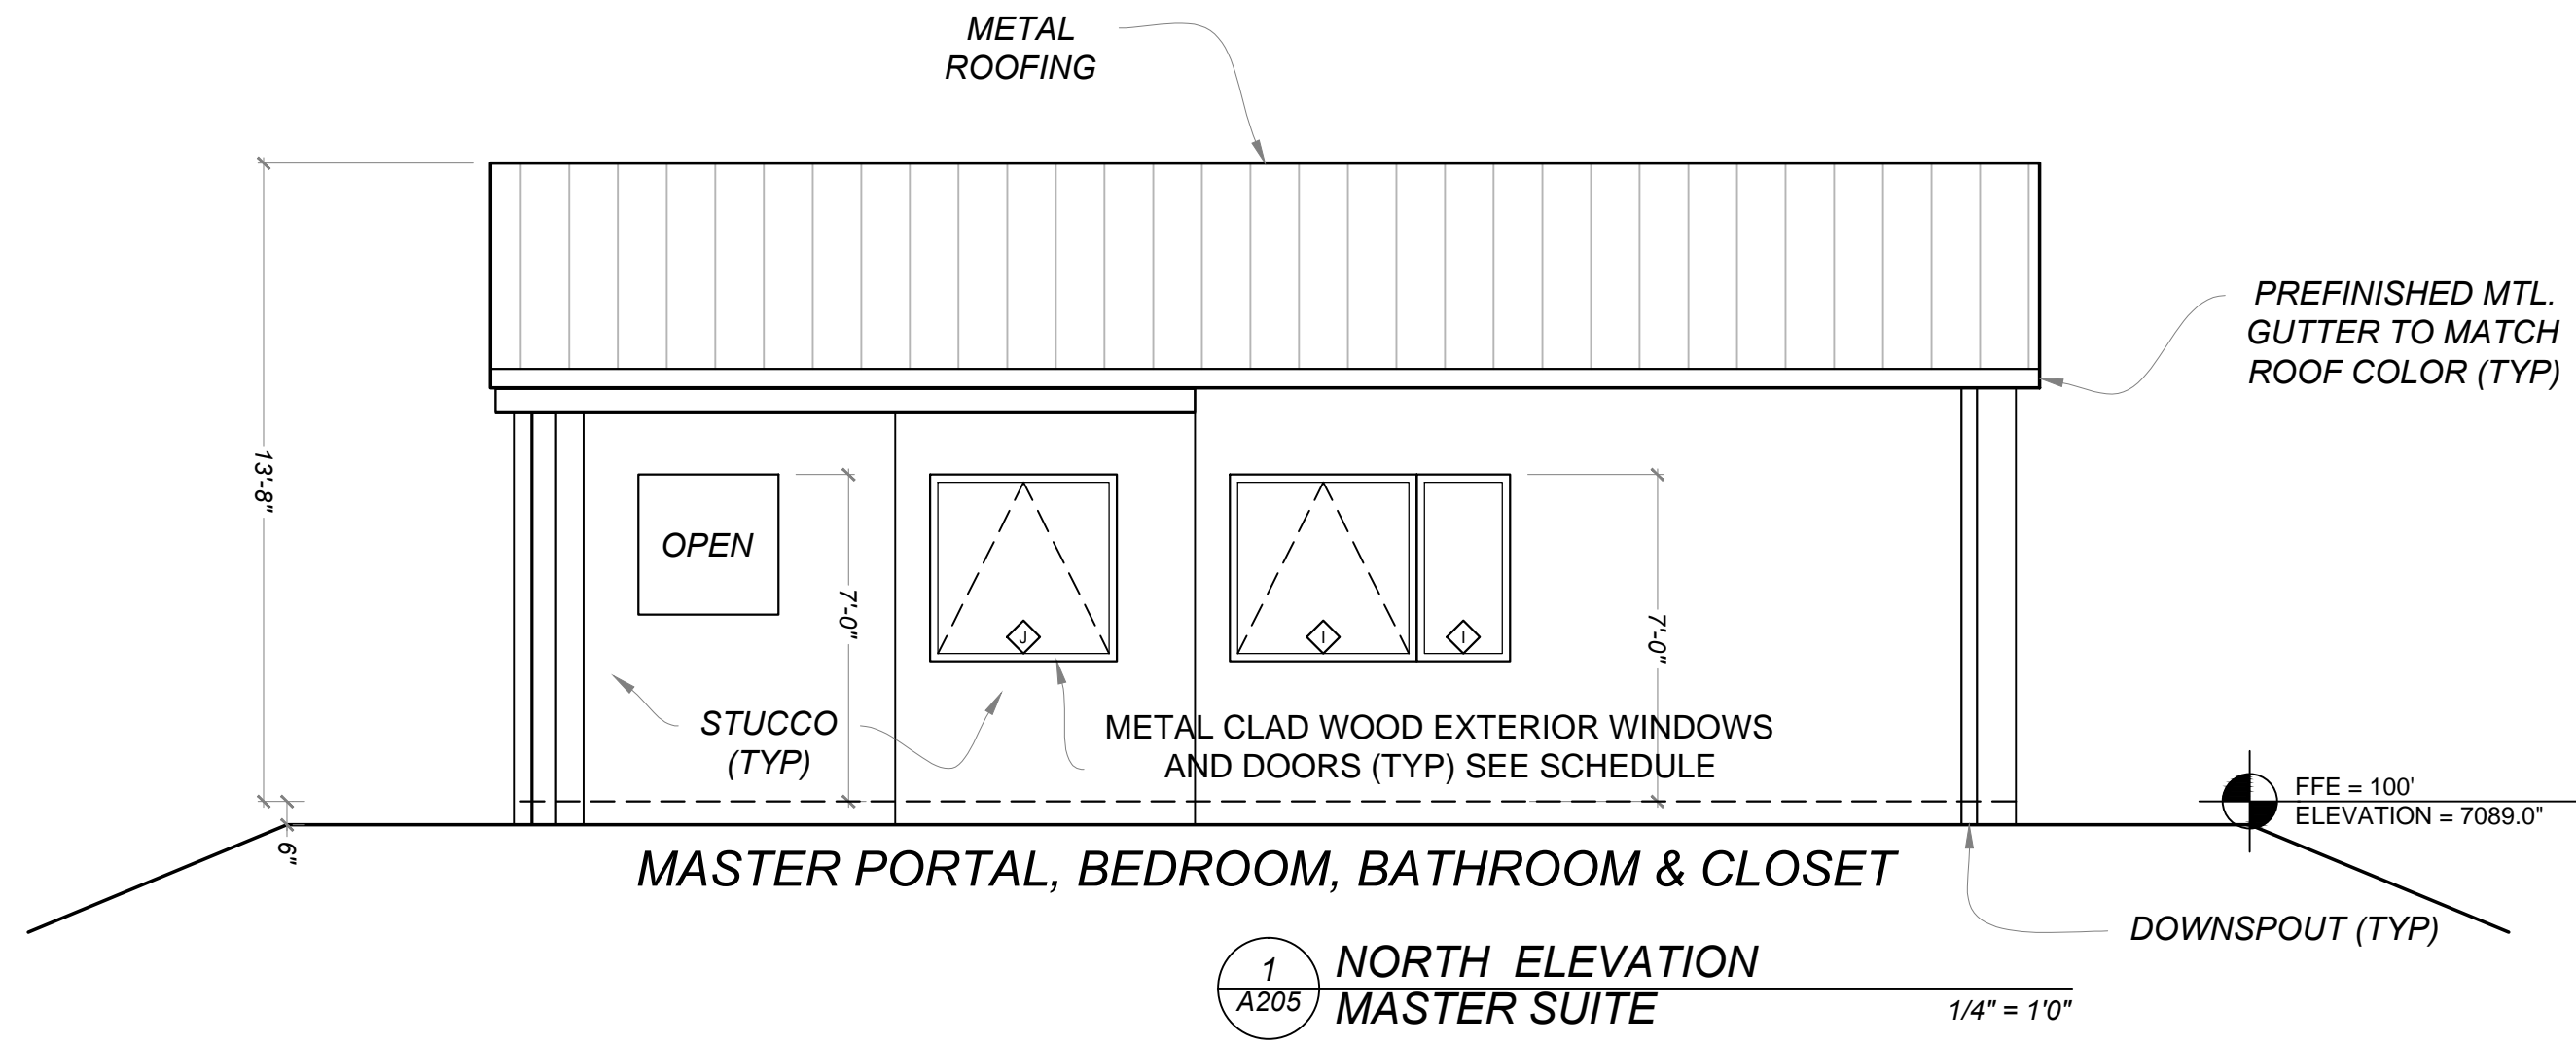 METAL
ROOFING
PREFINISHED MTL.
GUTTER TO MATCH
ROOF COLOR (TYP)
13'-8"
OPEN
7'-0"
J
I
I
7'-0"
STUCCO
(TYP)
METAL CLAD WOOD EXTERIOR WINDOWS
AND DOORS (TYP) SEE SCHEDULE
FFE = 100'
ELEVATION = 7089.0"
6"
MASTER PORTAL, BEDROOM, BATHROOM & CLOSET
DOWNSPOUT (TYP)
1
A205
NORTH ELEVATION
MASTER SUITE
1/4" = 1'0"